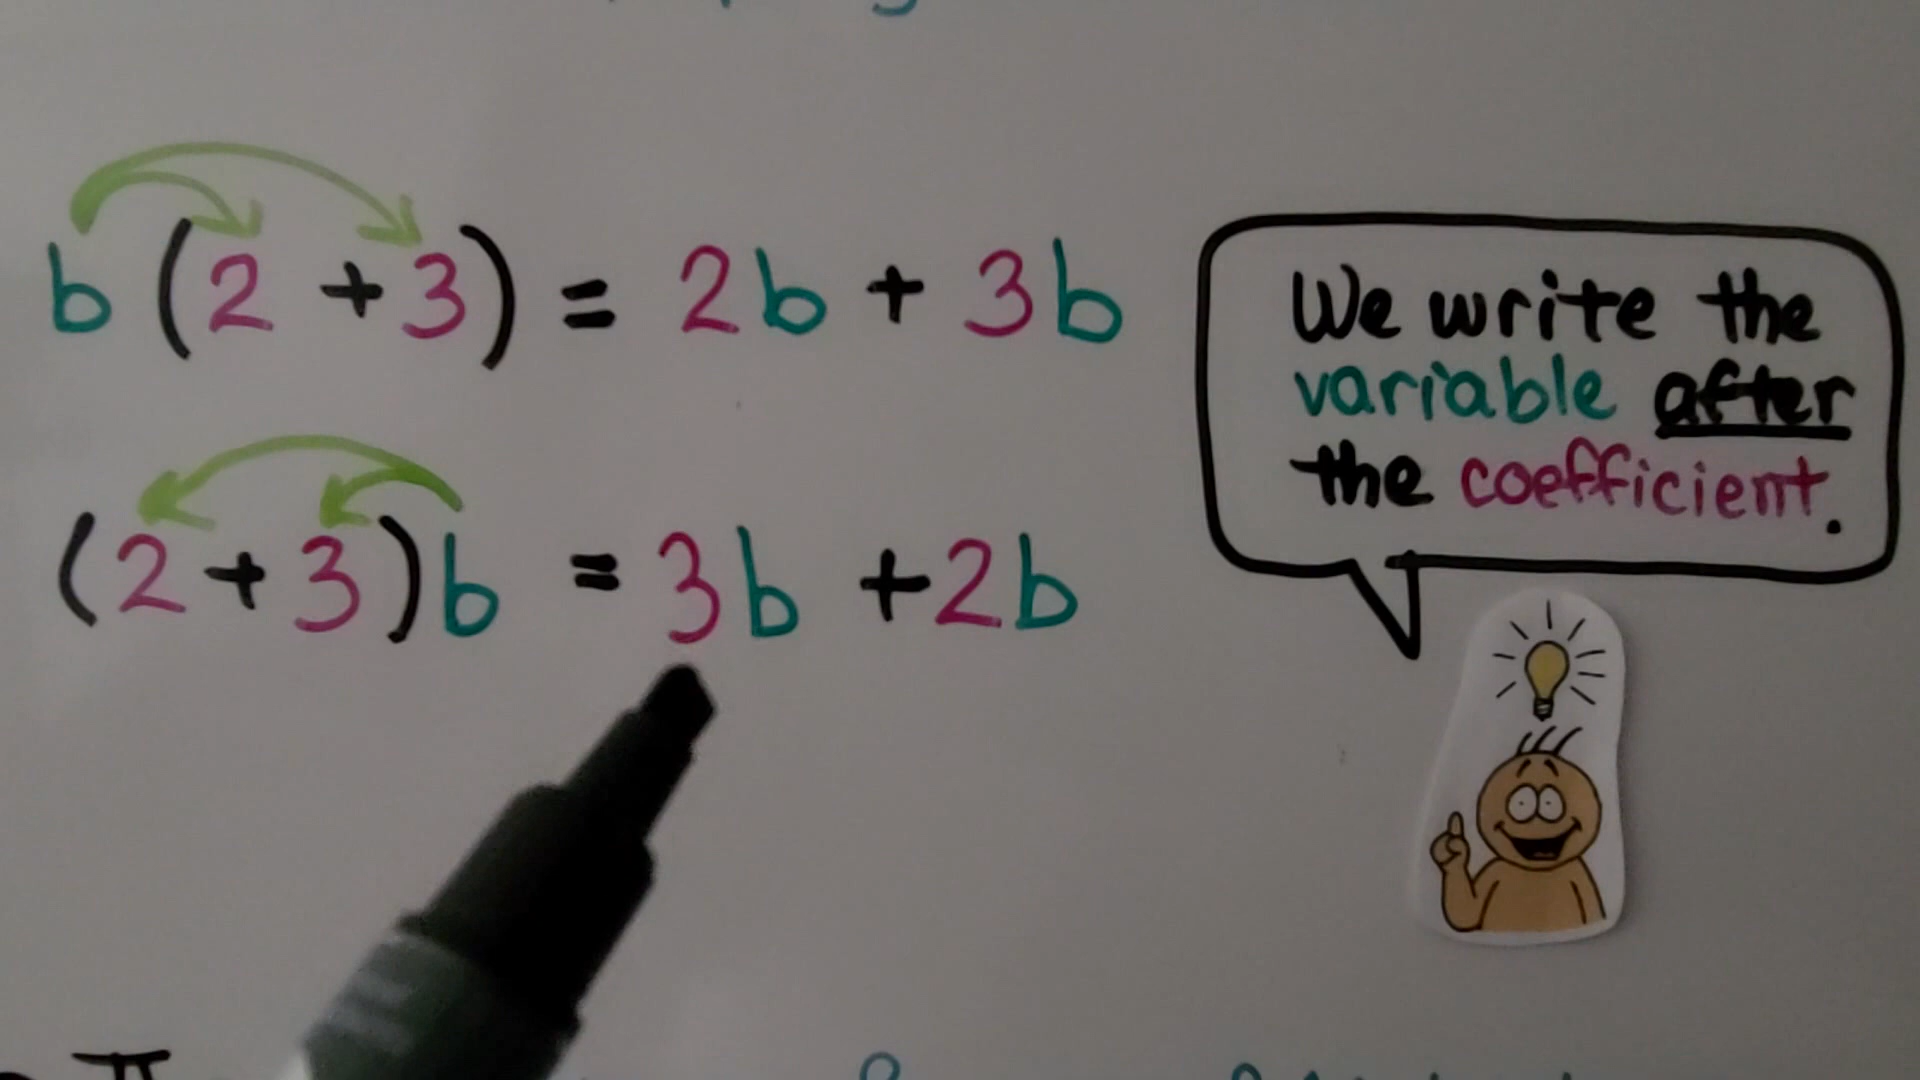 b(2+3) = 2b + 3b
(2+3)b = 3b +2b
We write the
variable after
the coefficient.